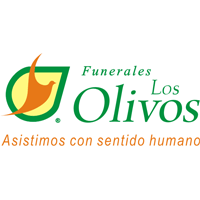 Funerales
Los
Olivos
®
Asistimos con sentido humano